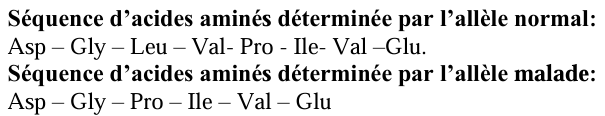 Séquence d’acides aminés déterminée par l’allèle normal:
Asp – Gly – Leu – Val- Pro - Ile- Val –Glu.
Séquence d’acides aminés déterminée par l’allèle malade:
Asp – Gly – Pro – Ile – Val – Glu